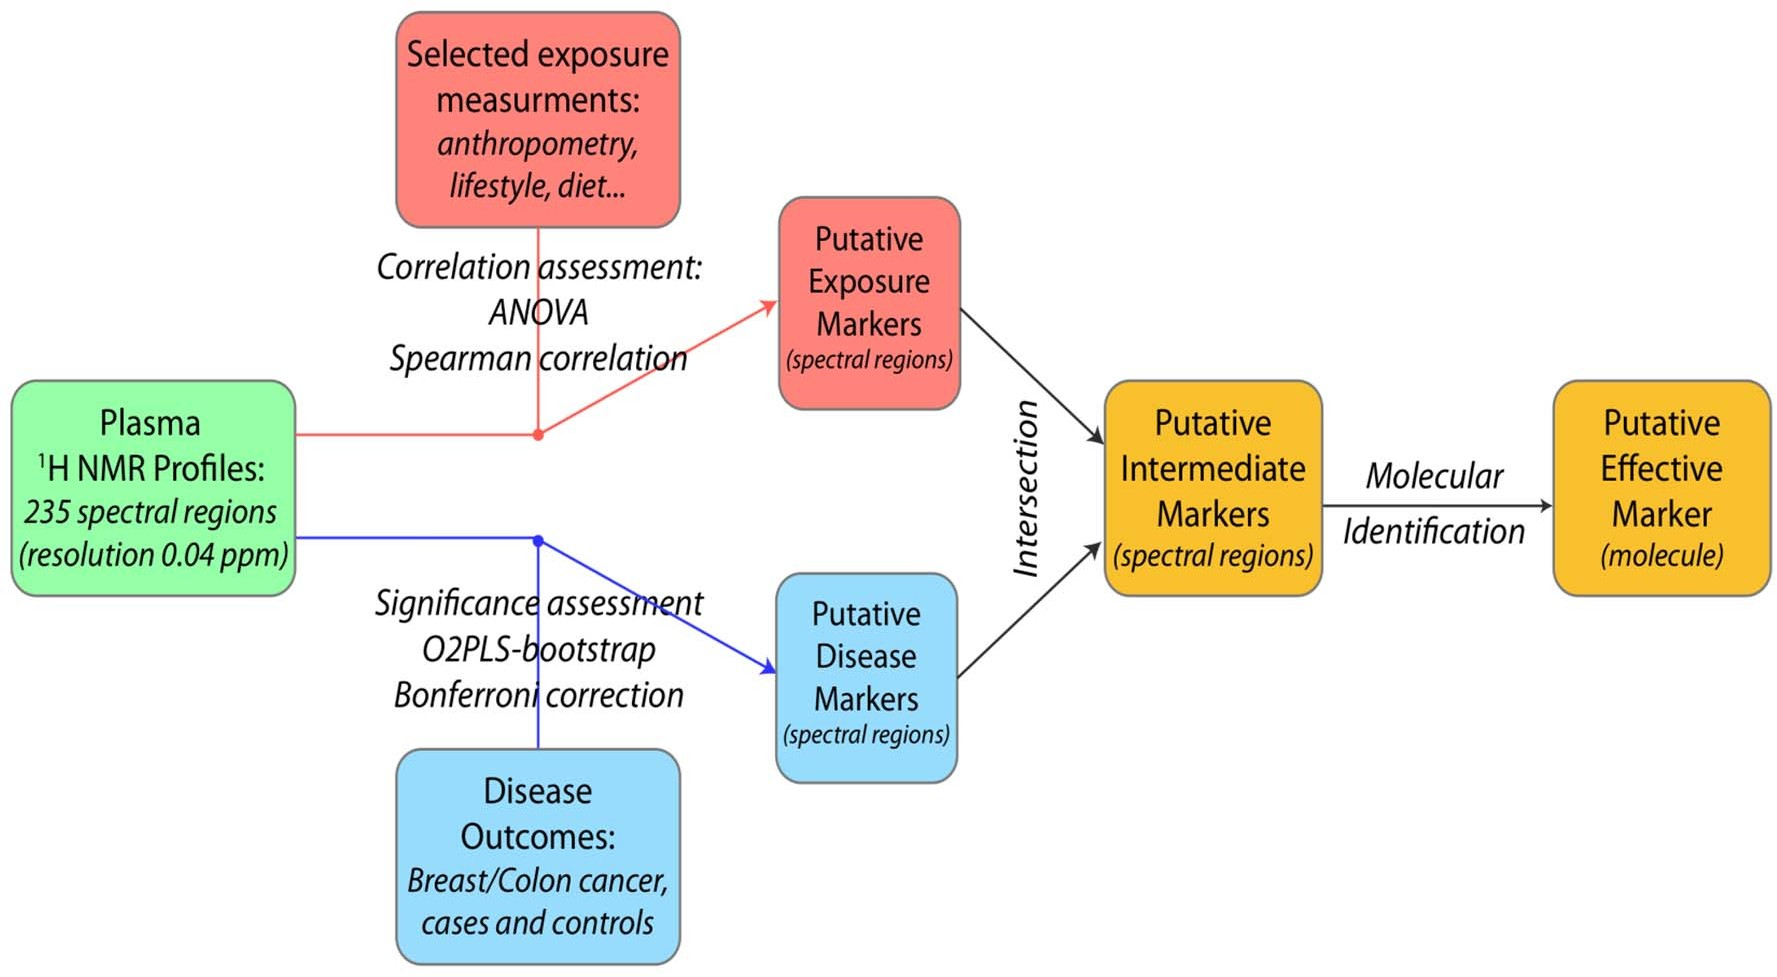 Selected exposure
measurments:
anthropometry,
lifestyle, diet...
Correlation assessment:
ANOVA
Spearman correlation
Putative
Exposure
Markers
(spectral regions)
Plasma
¹H NMR Profiles:
235 spectral regions
(resolution 0.04 ppm)
Intersection
Putative
Intermediate
Markers
(spectral regions)
Molecular
Identification
Putative
Effective
Marker
(molecule)
Significance assessment
O2PLS-bootstrap
Bonferroni correction
Putative
Disease
Markers
(spectral regions)
Disease
Outcomes:
Breast/Colon cancer,
cases and controls